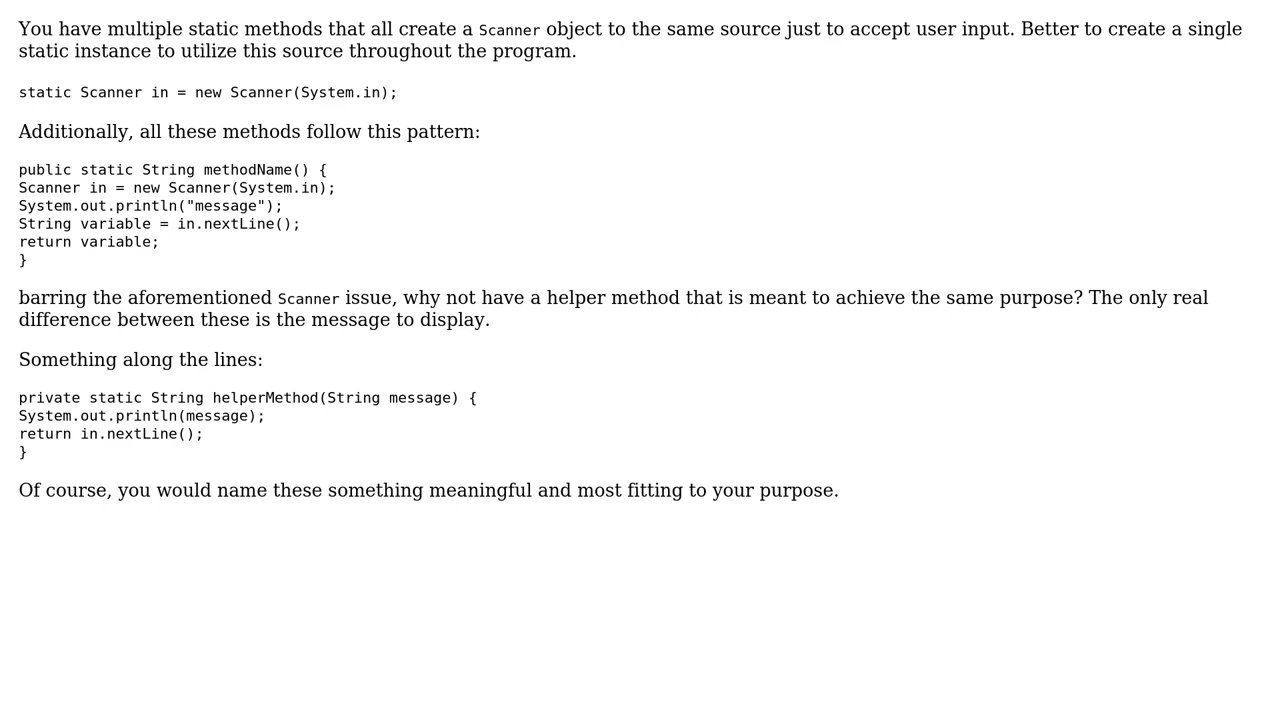 You have multiple static methods that all create a Scanner object to the same source just to accept user input. Better to create a single
static instance to utilize this source throughout the program.
static Scanner in = new Scanner(System.in);
Additionally, all these methods follow this pattern:
public static String methodName() {
Scanner in = new Scanner(System.in);
System.out.println("message");
String variable = in.nextLine();
return variable;
}
barring the aforementioned Scanner issue, why not have a helper method that is meant to achieve the same purpose? The only real
difference between these is the message to display.
Something along the lines:
private static String helperMethod(String message) {
System.out.println(message);
return in.nextLine();
}
Of course, you would name these something meaningful and most fitting to your purpose.